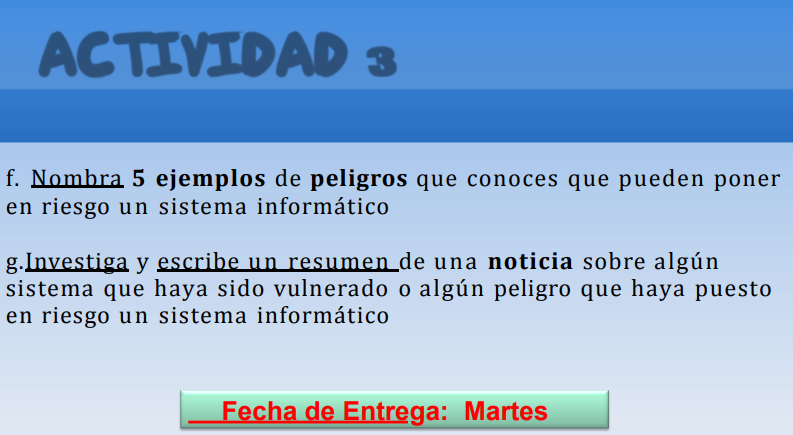 ACTIVIDAD 3
f. Nombra 5 ejemplos de peligros que conoces que pueden poner
en riesgo un sistema informático
g.Investiga y escribe un resumen de una noticia sobre algún
sistema que haya sido vulnerado o algún peligro que haya puesto
en riesgo un sistema informático
Fecha de Entrega: Martes